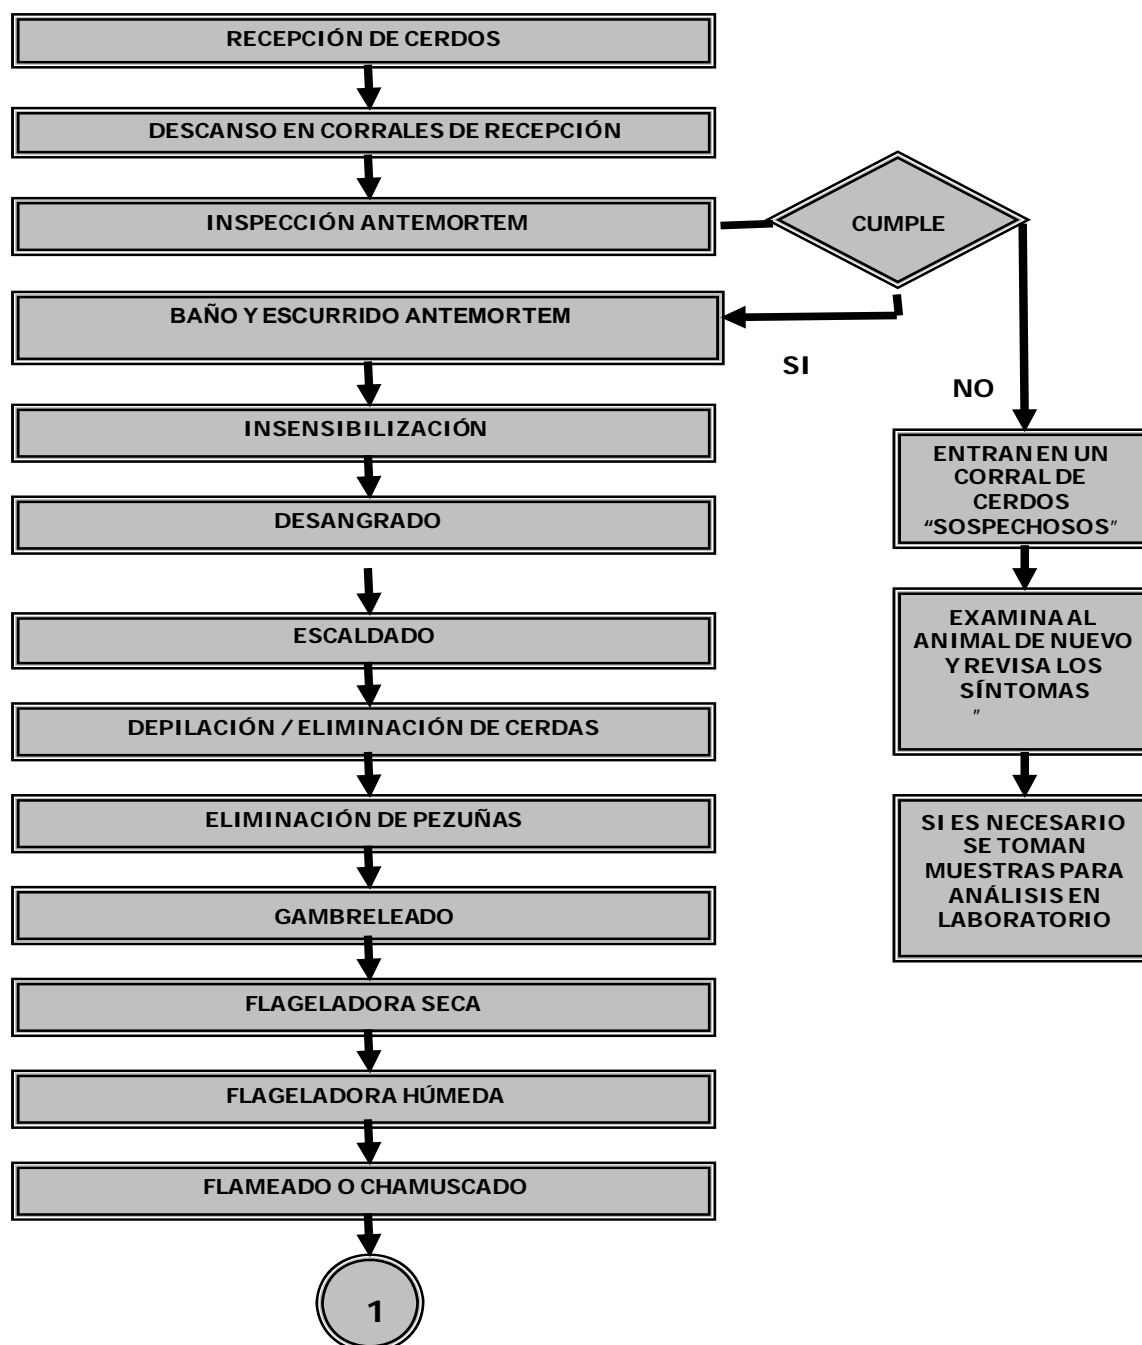 RECEPCIÓN DE CERDOS
DESCANSO EN CORRALES DE RECEPCIÓN
INSPECCIÓN ANTEMORTEM
CUMPLE
BAÑO Y ESCURRIDO ANTEMORTEM
SI
NO
INSENSIBILIZACIÓN
ENTRAN EN UN
CORRAL DE
CERDOS
“SOSPECHOSOS”
DESANGRADO
EXAMINA AL
ANIMAL DE NUEVO
Y REVISA LOS
SÍNTOMAS
”
ESCALDADO
DEPILACIÓN / ELIMINACIÓN DE CERDAS
ELIMINACIÓN DE PEZUÑAS
SI ES NECESARIO
SE TOMAN
MUESTRAS PARA
ANÁLISIS EN
LABORATORIO
GAMBRELEADO
FLAGELADORA SECA
FLAGELADORA HÚMEDA
FLAMEADO O CHAMUSCADO
1